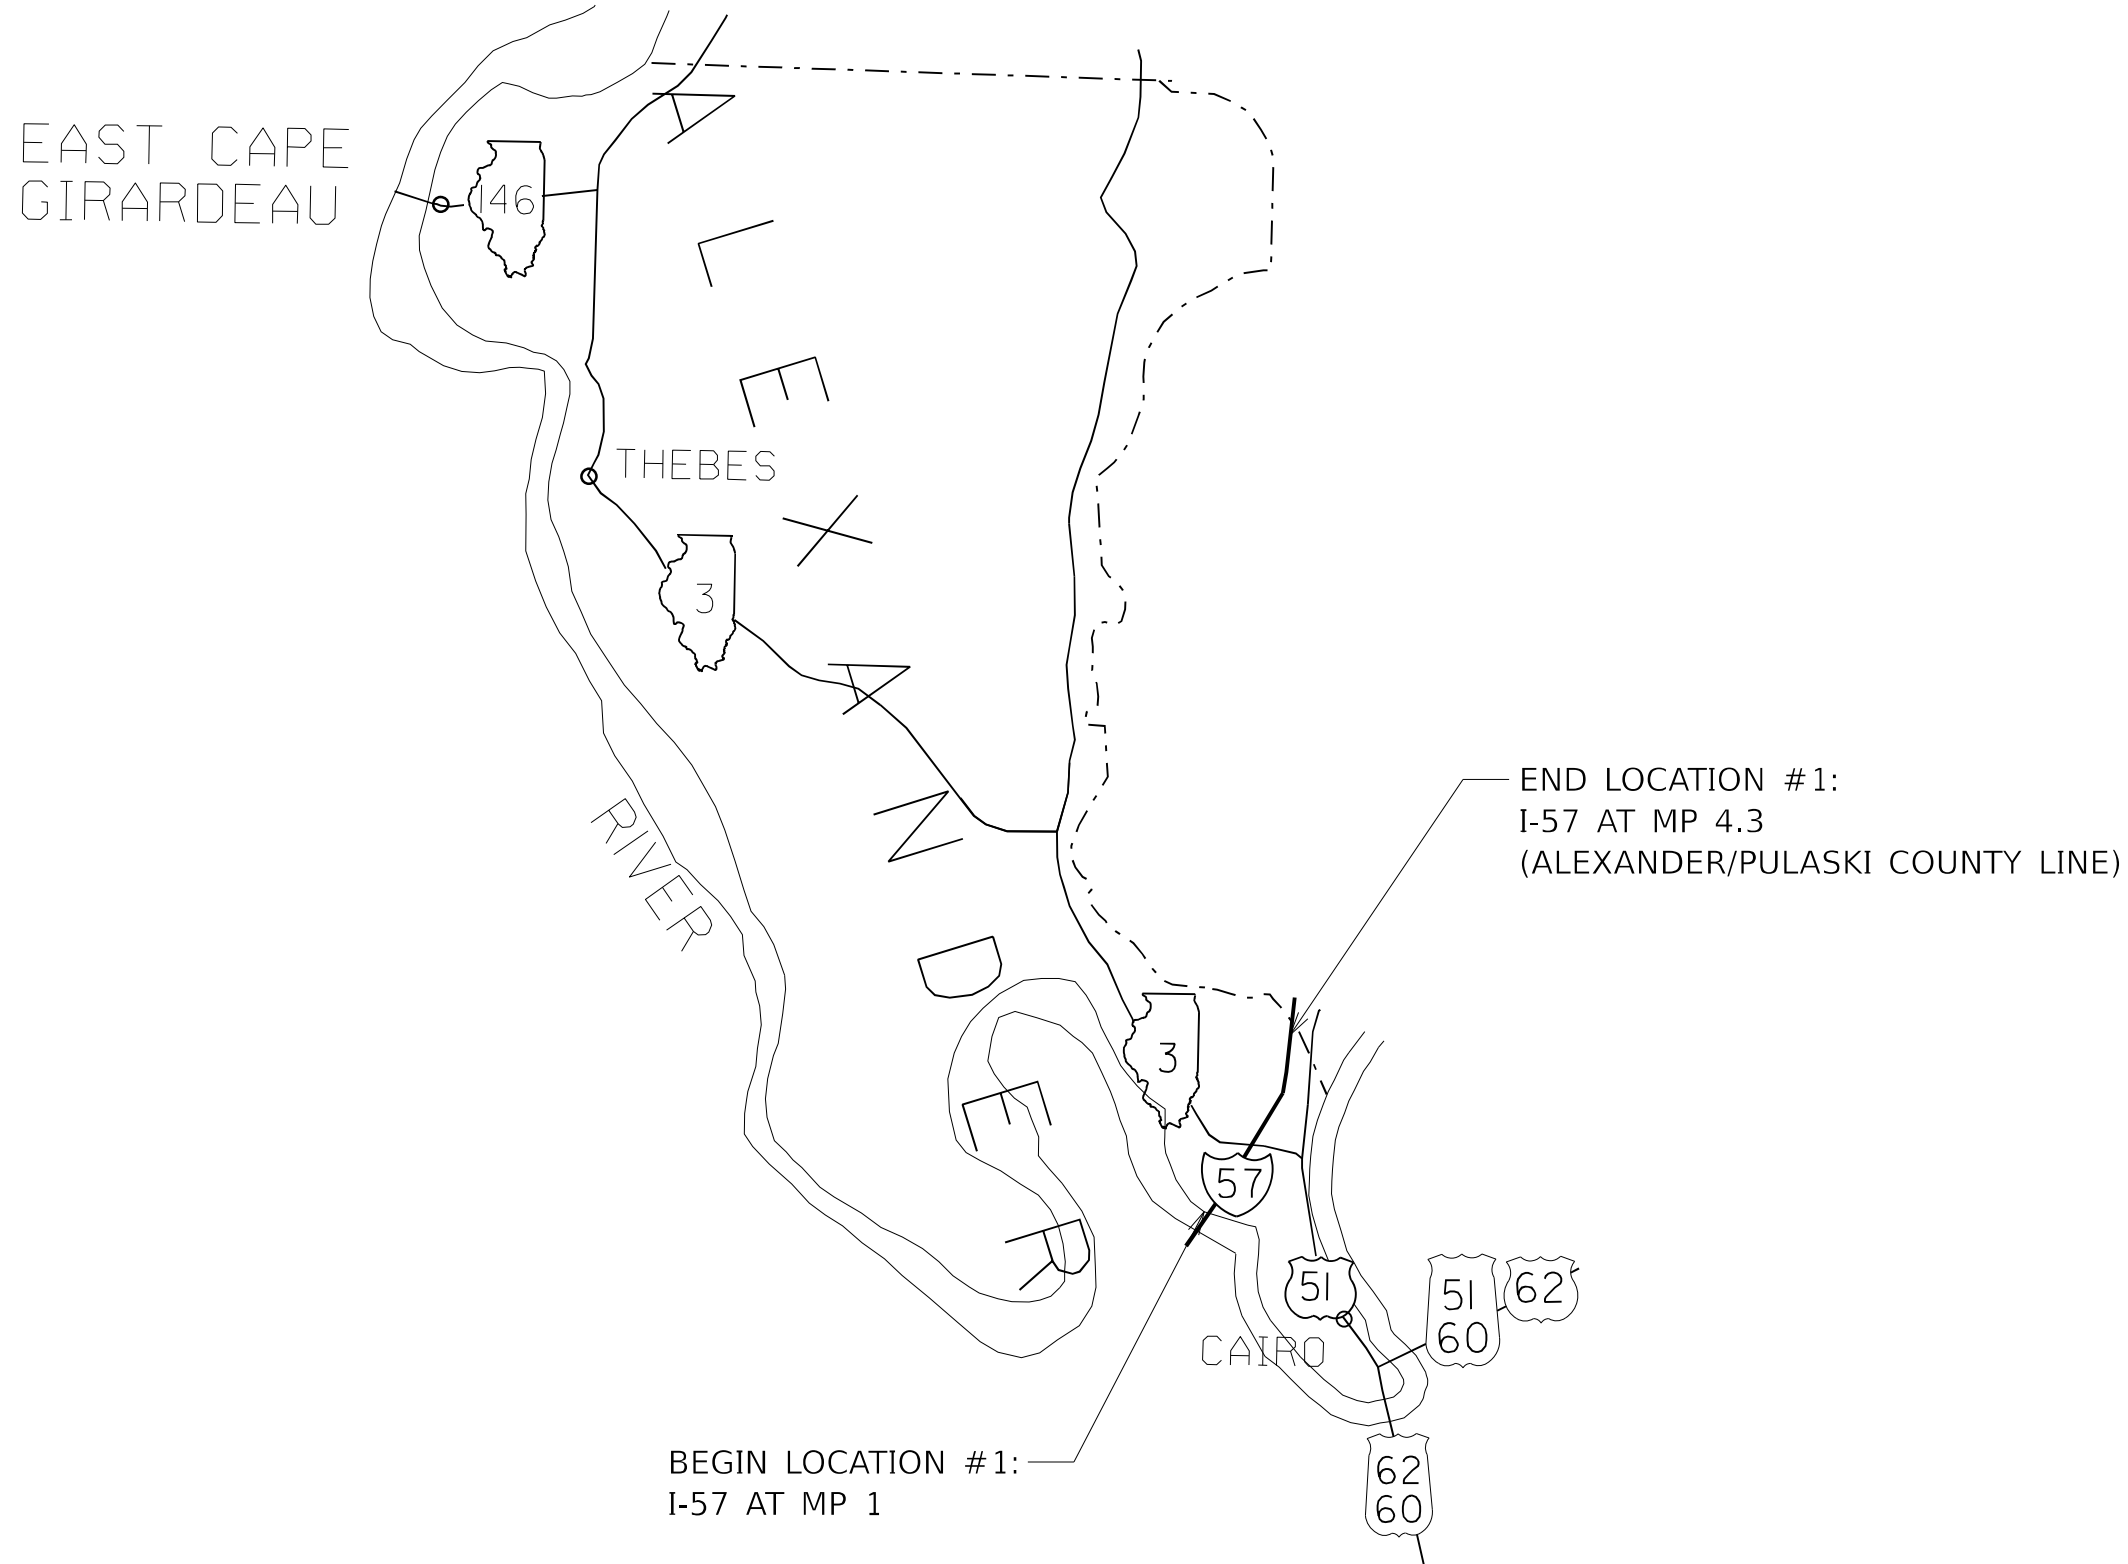 EAST CAPE
GIRARDEAU
146
THEBES
3
ALEXANDER
RIVER
END LOCATION #1:
I-57 AT MP 4.3
(ALEXANDER/PULASKI COUNTY LINE)
3
57
51
51
60
62
CAIRO
BEGIN LOCATION #1:
I-57 AT MP 1
62
60